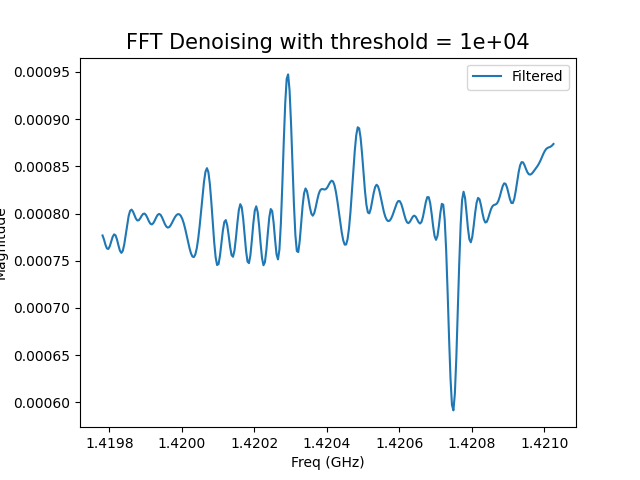 FFT Denoising with threshold = 1e+04
Filtered
0.00095
0.00090
0.00085
0.00080
0.00075
0.00070
0.00065
0.00060
Magnitude
1.4198 1.4200 1.4202 1.4204 1.4206 1.4208 1.4210
Freq (GHz)